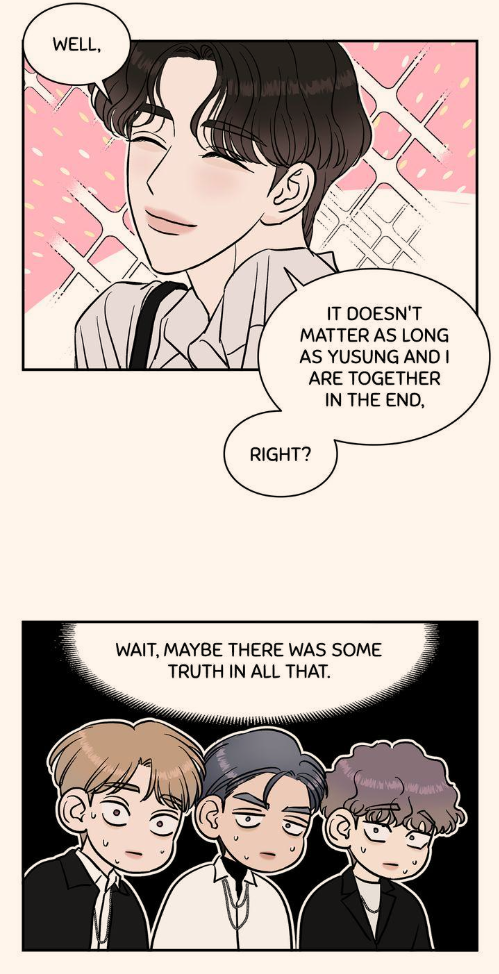 WELL,
IT DOESN'T
MATTER AS LONG
AS YUSUNG AND I
ARE TOGETHER
IN THE END,
RIGHT?
WAIT, MAYBE THERE WAS SOME
TRUTH IN ALL THAT.